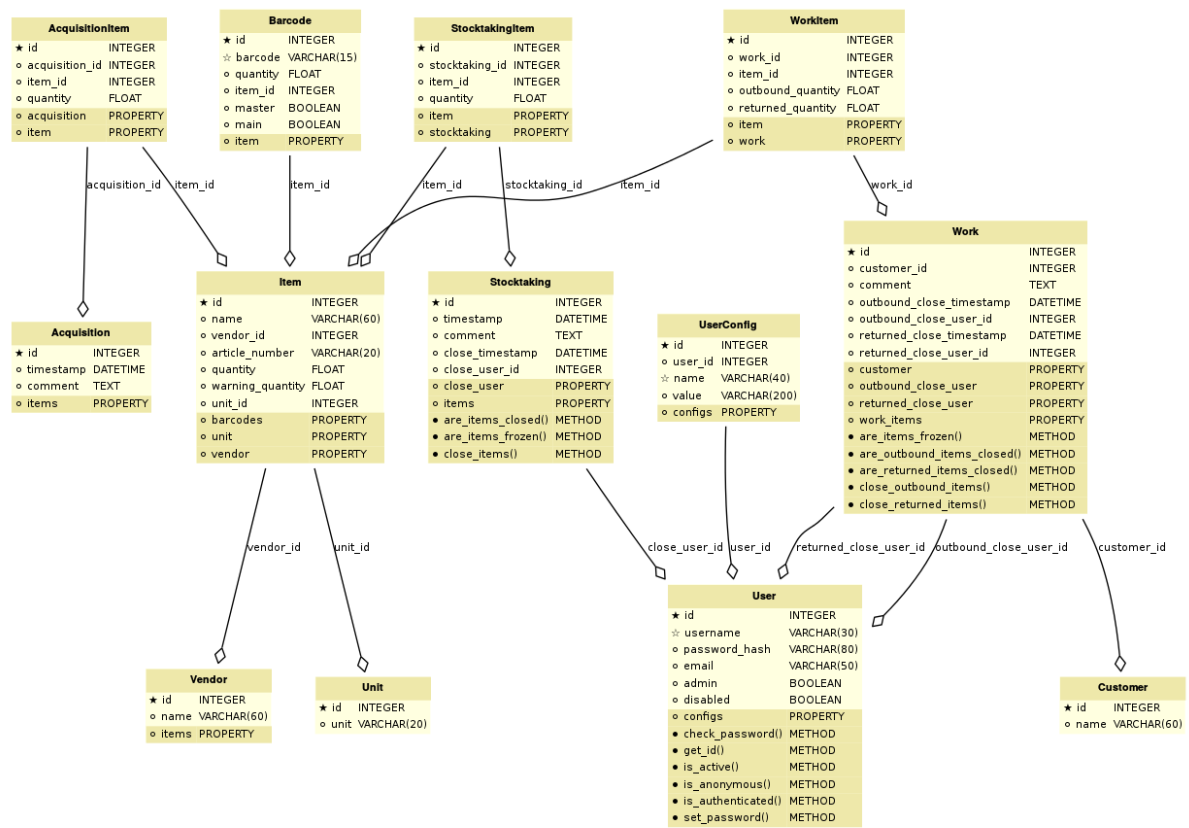 AcquisitionItem
★ id INTEGER
○ acquisition_id INTEGER
○ item_id INTEGER
○ quantity FLOAT
○ acquisition PROPERTY
○ item PROPERTY
Barcode
★ id INTEGER
☆ barcode VARCHAR(15)
○ quantity FLOAT
○ item_id INTEGER
○ master BOOLEAN
○ main BOOLEAN
○ item PROPERTY
StocktakingItem
★ id INTEGER
○ stocktaking_id INTEGER
○ item_id INTEGER
○ quantity FLOAT
○ item PROPERTY
○ stocktaking PROPERTY
WorkItem
★ id INTEGER
○ work_id INTEGER
○ item_id INTEGER
○ outbound_quantity FLOAT
○ returned_quantity FLOAT
○ item PROPERTY
○ work PROPERTY
acquisition_id
item_id
item_id
item_id
stocktaking_id
item_id
work_id
Acquisition
★ id INTEGER
○ timestamp DATETIME
○ comment TEXT
○ items PROPERTY
Item
★ id INTEGER
○ name VARCHAR(60)
○ vendor_id INTEGER
○ article_number VARCHAR(20)
○ quantity FLOAT
○ warning_quantity FLOAT
○ unit_id INTEGER
○ barcodes PROPERTY
○ unit PROPERTY
○ vendor PROPERTY
Stocktaking
★ id INTEGER
○ timestamp DATETIME
○ comment TEXT
○ close_timestamp DATETIME
○ close_user_id INTEGER
○ close_user PROPERTY
○ items PROPERTY
● are_items_closed() METHOD
● are_items_frozen() METHOD
● close_items() METHOD
UserConfig
★ id INTEGER
○ user_id INTEGER
☆ name VARCHAR(40)
○ value VARCHAR(200)
○ configs PROPERTY
Work
★ id INTEGER
○ customer_id INTEGER
○ comment TEXT
○ outbound_close_timestamp DATETIME
○ outbound_close_user_id INTEGER
○ returned_close_timestamp DATETIME
○ returned_close_user_id INTEGER
○ customer PROPERTY
○ outbound_close_user PROPERTY
○ returned_close_user PROPERTY
○ work_items PROPERTY
● are_items_frozen() METHOD
● are_outbound_items_closed() METHOD
● are_returned_items_closed() METHOD
● close_outbound_items() METHOD
● close_returned_items() METHOD
vendor_id
unit_id
close_user_id
user_id
returned_close_user_id
outbound_close_user_id
customer_id
Vendor
★ id INTEGER
○ name VARCHAR(60)
○ items PROPERTY
Unit
★ id INTEGER
○ unit VARCHAR(20)
User
★ id INTEGER
☆ username VARCHAR(30)
○ password_hash VARCHAR(80)
○ email VARCHAR(50)
○ admin BOOLEAN
○ disabled BOOLEAN
○ configs PROPERTY
● check_password() METHOD
● get_id() METHOD
● is_active() METHOD
● is_anonymous() METHOD
● is_authenticated() METHOD
● set_password() METHOD
Customer
★ id INTEGER
○ name VARCHAR(60)